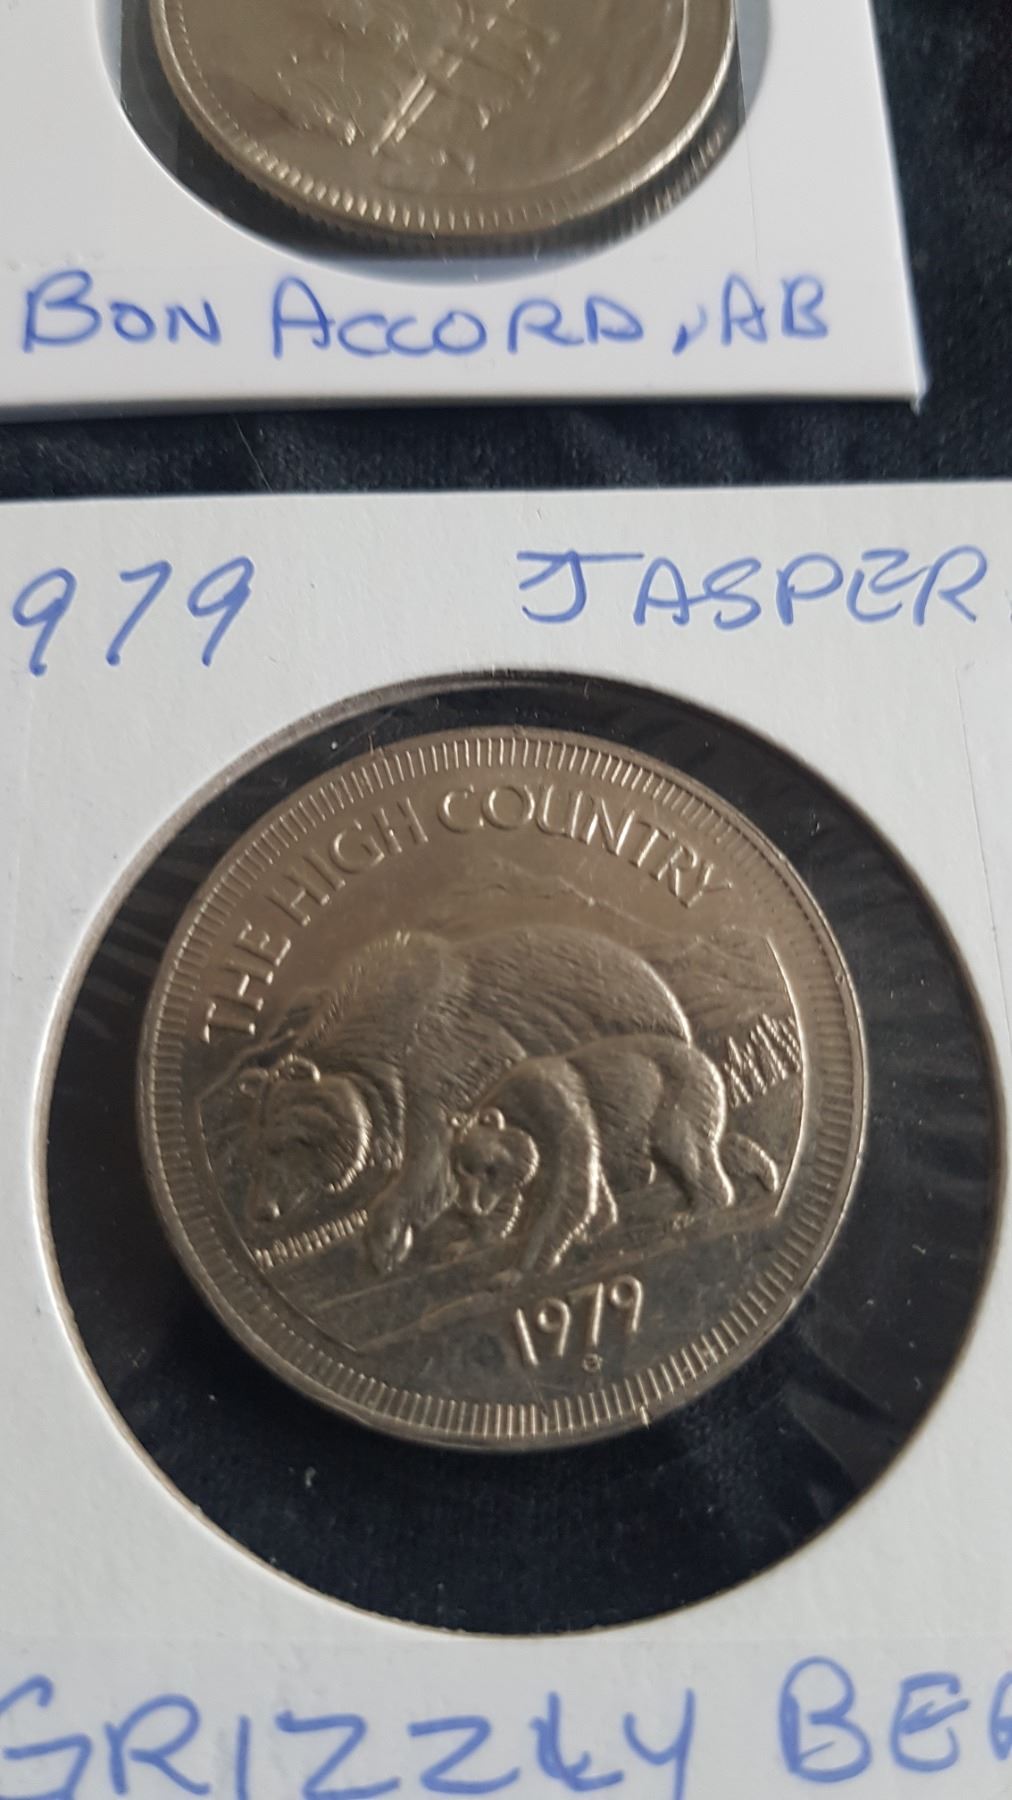 BON ACCORD, AB
979 JASPER
THE HIGH COUNTRY
1979
GRIZZLY BE